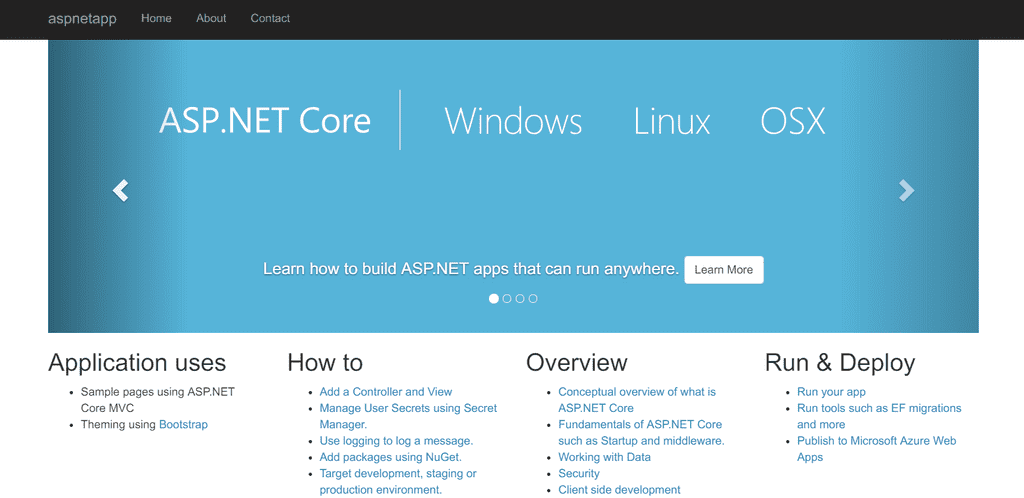 aspnetapp Home About Contact
ASP.NET Core Windows Linux OSX
Learn how to build ASP.NET apps that can run anywhere. Learn More
Application uses
Sample pages using ASP.NET
Core MVC
Theming using Bootstrap
How to
Add a Controller and View
Manage User Secrets using Secret
Manager.
Use logging to log a message.
Add packages using NuGet.
Target development, staging or
production environment.
Overview
Conceptual overview of what is
ASP.NET Core
Fundamentals of ASP.NET Core
such as Startup and middleware.
Working with Data
Security
Client side development
Run & Deploy
Run your app
Run tools such as EF migrations
and more
Publish to Microsoft Azure Web
Apps